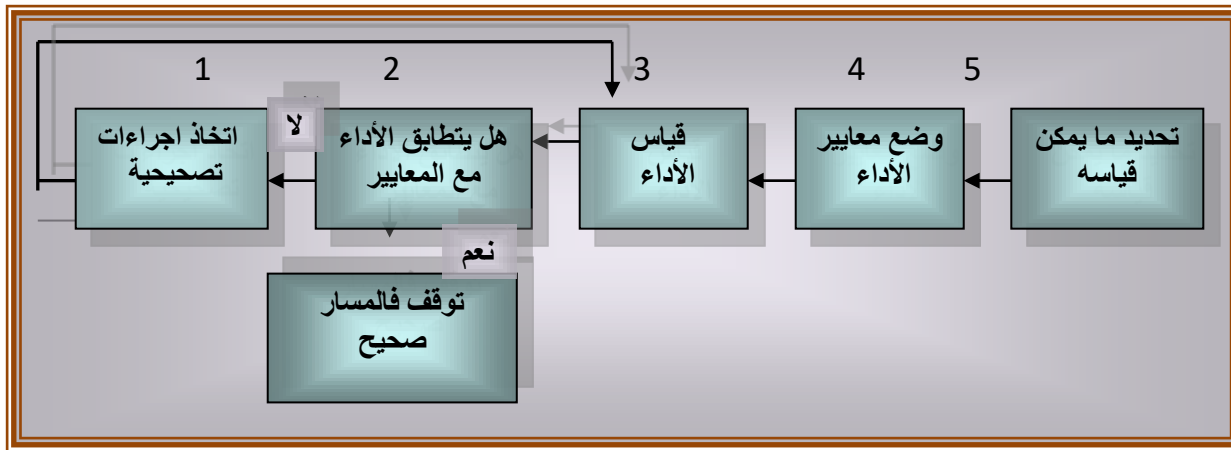 1 2 3 4 5
تحديد ما يمكن
قياسه
وضع معايير
الأداء
قياس
الأداء
هل يتطابق الأداء
مع المعايير
لا
اتخاذ اجراءات
تصحيحية
نعم
توقف فالمسار
صحيح